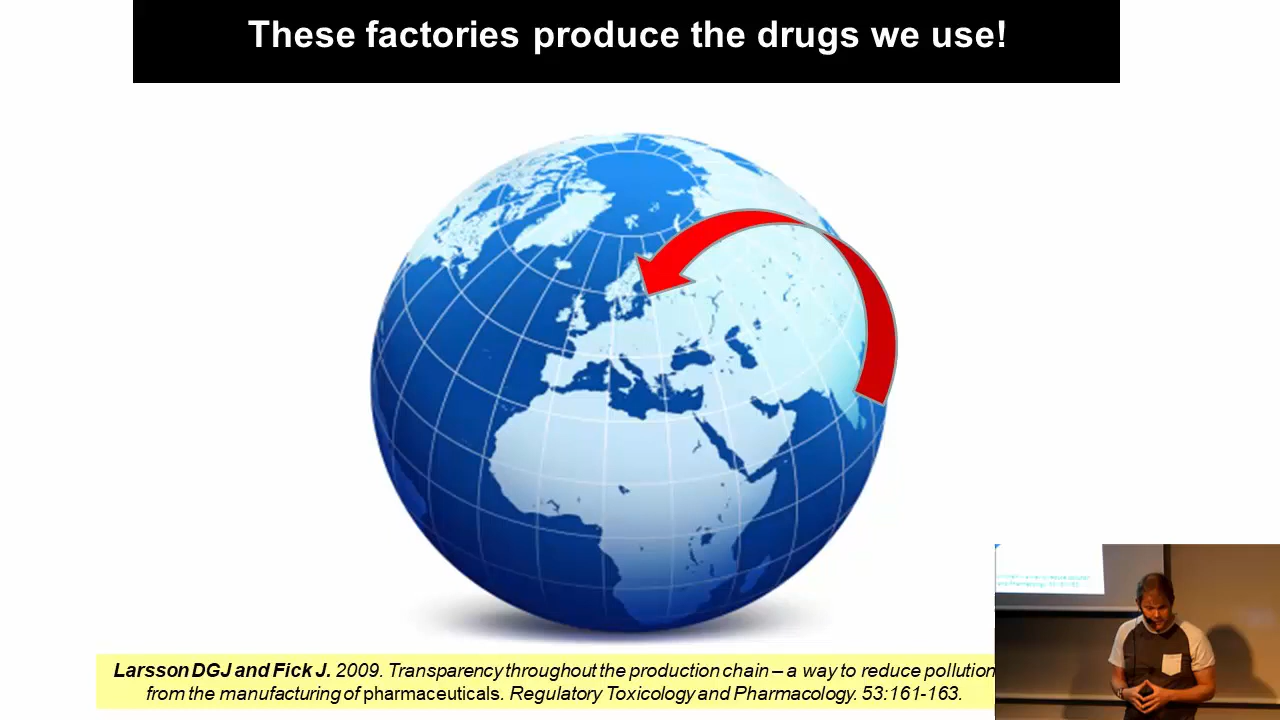 These factories produce the drugs we use!
Larsson DGJ and Fick J. 2009. Transparency throughout the production chain – a way to reduce pollution
from the manufacturing of pharmaceuticals. Regulatory Toxicology and Pharmacology. 53:161-163.